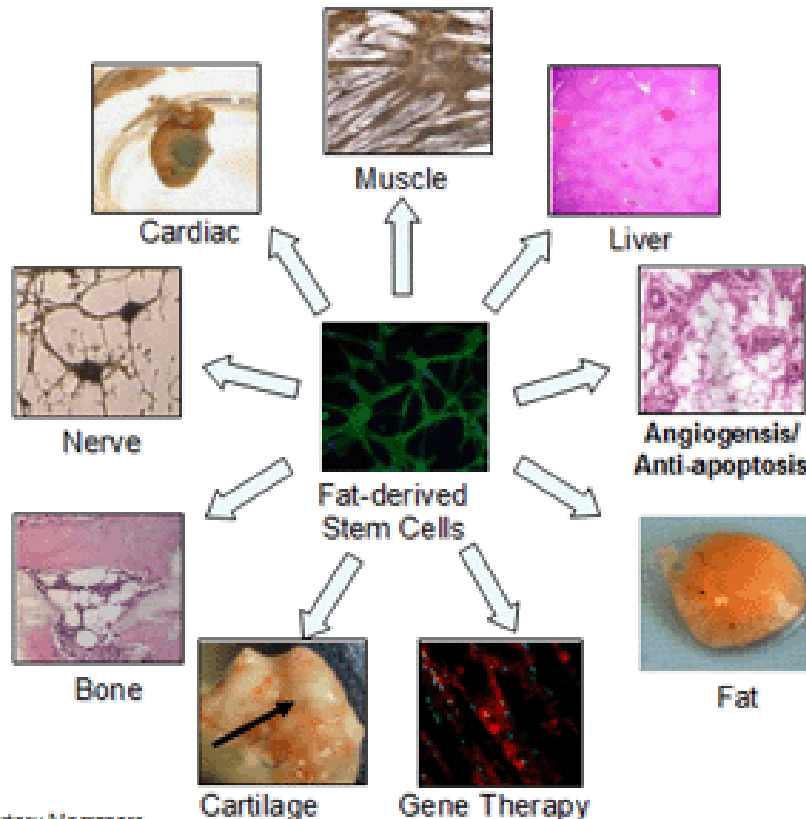 Muscle
Cardiac
Liver
Nerve
Angiogensis/
Anti-apoptosis
Fat-derived
Stem Cells
Bone
Fat
Cartilage
Gene Therapy